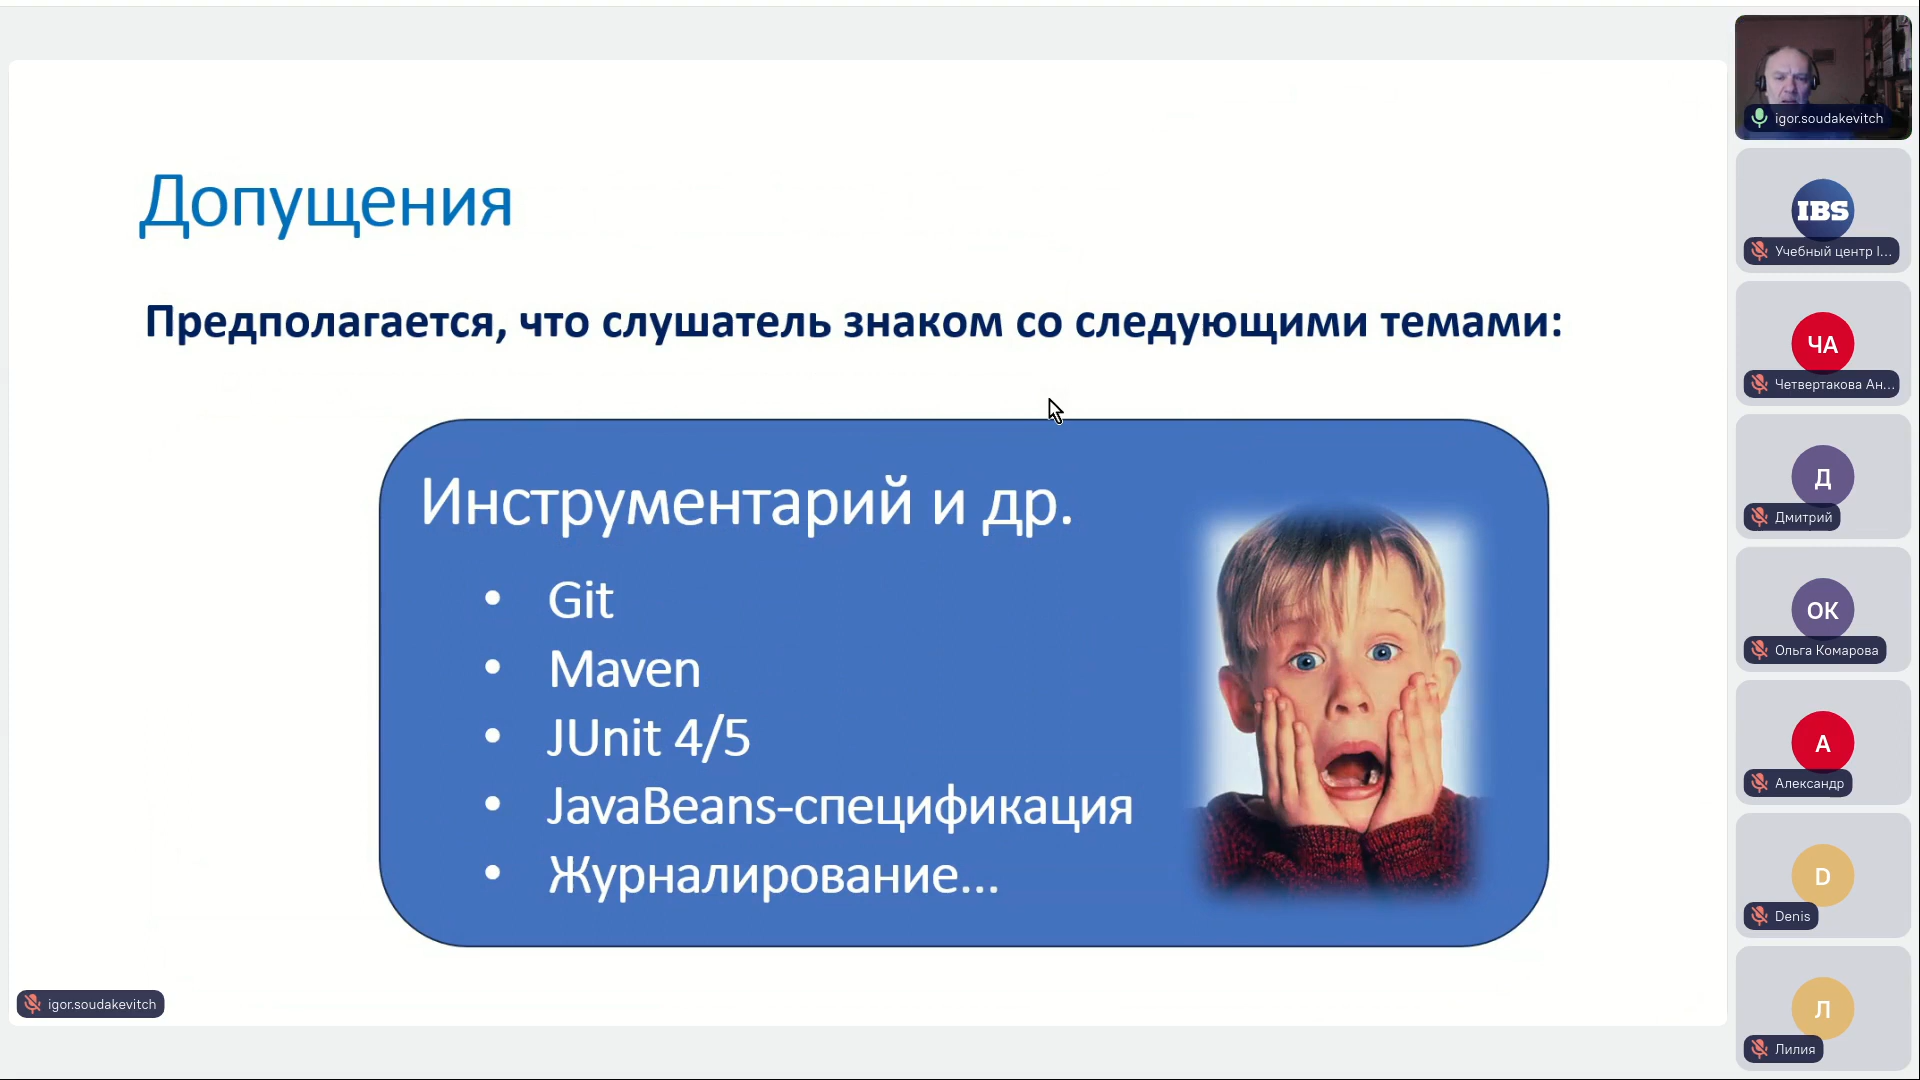 Допущения
Предполагается, что слушатель знаком со следующими темами:
Инструментарий и др.
• Git
• Maven
• JUnit 4/5
• JavaBeans-спецификация
• Журналирование...
igor.soudakevitch
igor.soudakevitch
IBS
Учебный центр I...
ЧА
Четвертакова Ан...
Д
Дмитрий
ОК
Ольга Комарова
А
Александр
D
Denis
Л
Лилия